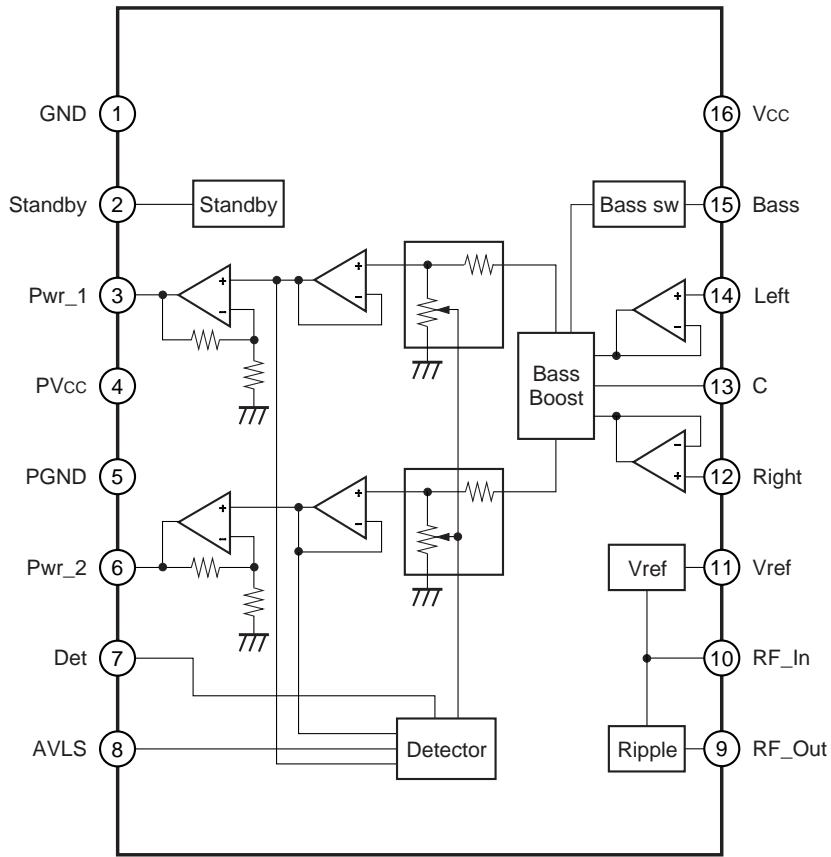 GND 1
16 Vcc
Standby 2 Standby
Bass sw 15 Bass
Pwr_1 3 + - + -
+ - 14 Left
PVcc 4
Bass
Boost
13 C
PGND 5
+ - + -
- + 12 Right
Pwr_2 6
Vref 11 Vref
Det 7
10 RF_In
AVLS 8 Detector
Ripple 9 RF_Out